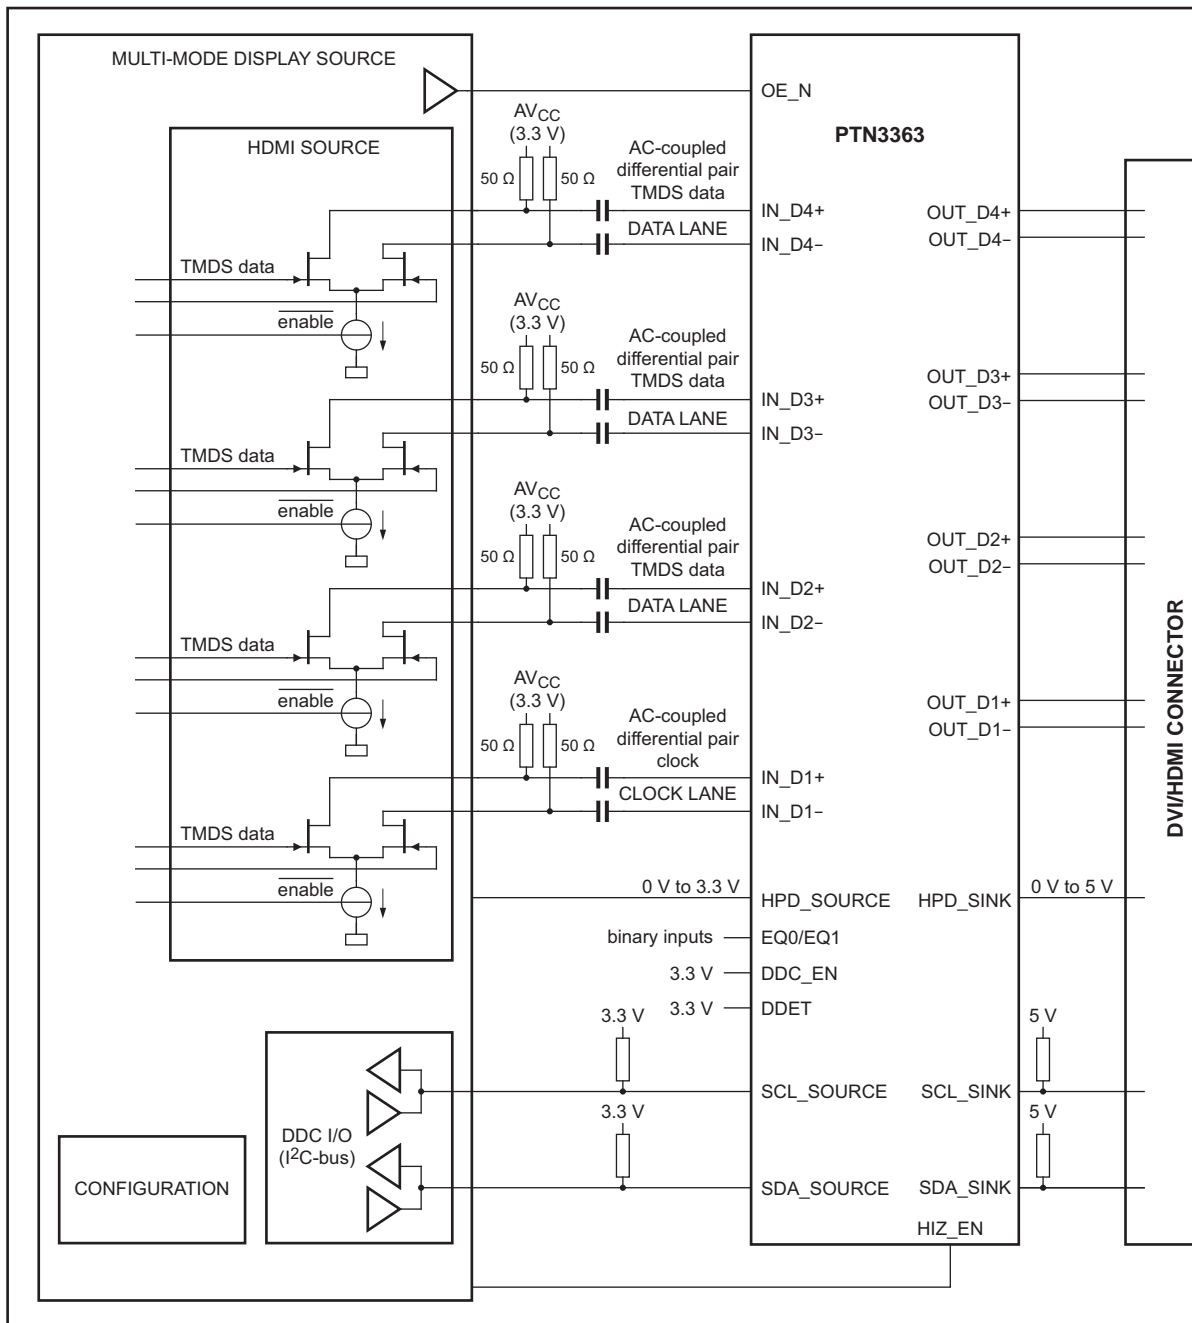 MULTI-MODE DISPLAY SOURCE
OE_N
PTN3363
HDMI SOURCE
AVCC
(3.3 V)
50 Ω
50 Ω
AC-coupled
differential pair
TMDS data
DATA LANE
IN_D4+
IN_D4−
OUT_D4+
OUT_D4−
TMDS data
enable
AVCC
(3.3 V)
50 Ω
50 Ω
AC-coupled
differential pair
TMDS data
DATA LANE
IN_D3+
IN_D3−
OUT_D3+
OUT_D3−
TMDS data
enable
AVCC
(3.3 V)
50 Ω
50 Ω
AC-coupled
differential pair
TMDS data
DATA LANE
IN_D2+
IN_D2−
OUT_D2+
OUT_D2−
TMDS data
enable
AVCC
(3.3 V)
50 Ω
50 Ω
AC-coupled
differential pair
clock
CLOCK LANE
IN_D1+
IN_D1−
OUT_D1+
OUT_D1−
TMDS data
enable
DVI/HDMI CONNECTOR
0 V to 3.3 V
HPD_SOURCE
HPD_SINK
0 V to 5 V
binary inputs
EQ0/EQ1
3.3 V
DDC_EN
3.3 V
DDET
3.3 V
5 V
SCL_SOURCE
SCL_SINK
3.3 V
5 V
DDC I/O
(I2C-bus)
CONFIGURATION
SDA_SOURCE
SDA_SINK
HIZ_EN